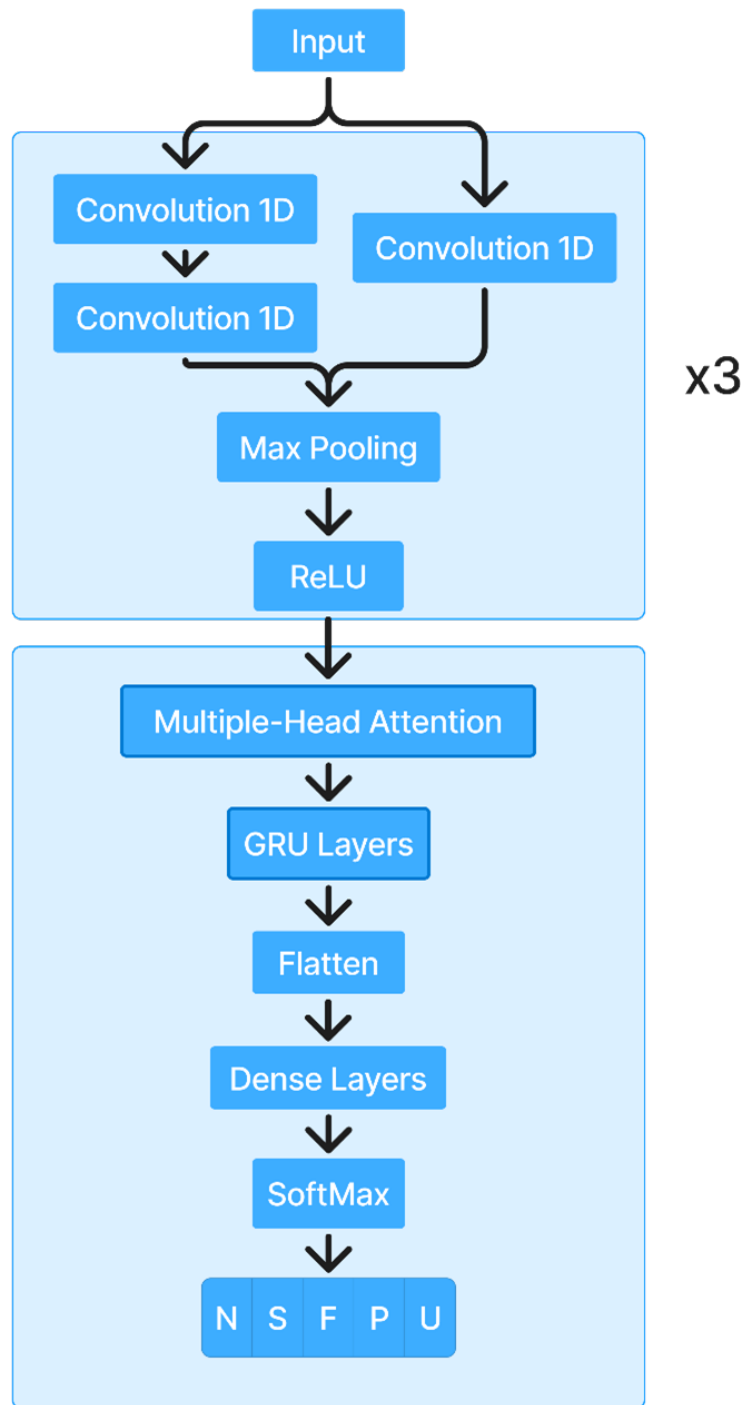 Input
Convolution 1D
Convolution 1D
Convolution 1D
Max Pooling
ReLU
x3
Multiple-Head Attention
GRU Layers
Flatten
Dense Layers
SoftMax
N S F P U